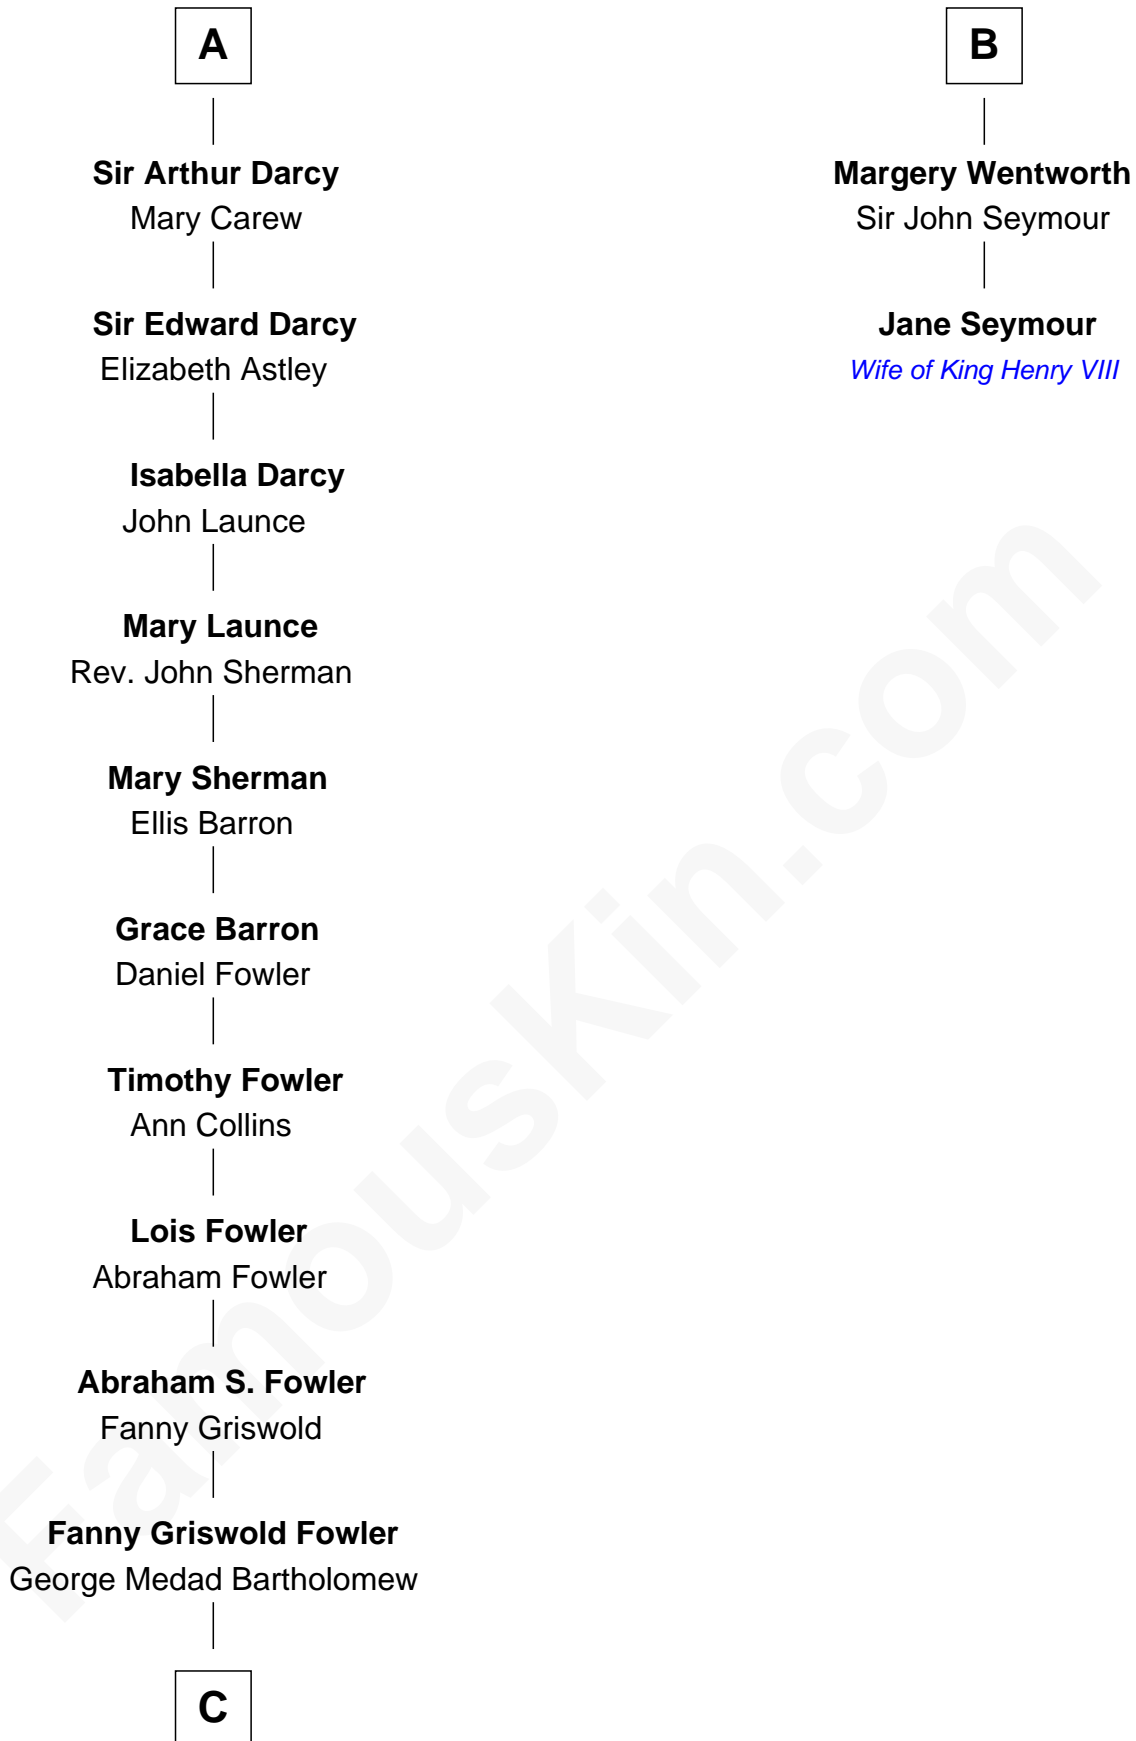 A
Sir Arthur Darcy
Mary Carew
Sir Edward Darcy
Elizabeth Astley
Isabella Darcy
John Launce
Mary Launce
Rev. John Sherman
Mary Sherman
Ellis Barron
Grace Barron
Daniel Fowler
Timothy Fowler
Ann Collins
Lois Fowler
Abraham Fowler
Abraham S. Fowler
Fanny Griswold
Fanny Griswold Fowler
George Medad Bartholomew
C
B
Margery Wentworth
Sir John Seymour
Jane Seymour
Wife of King Henry VIII
FamousKin.com